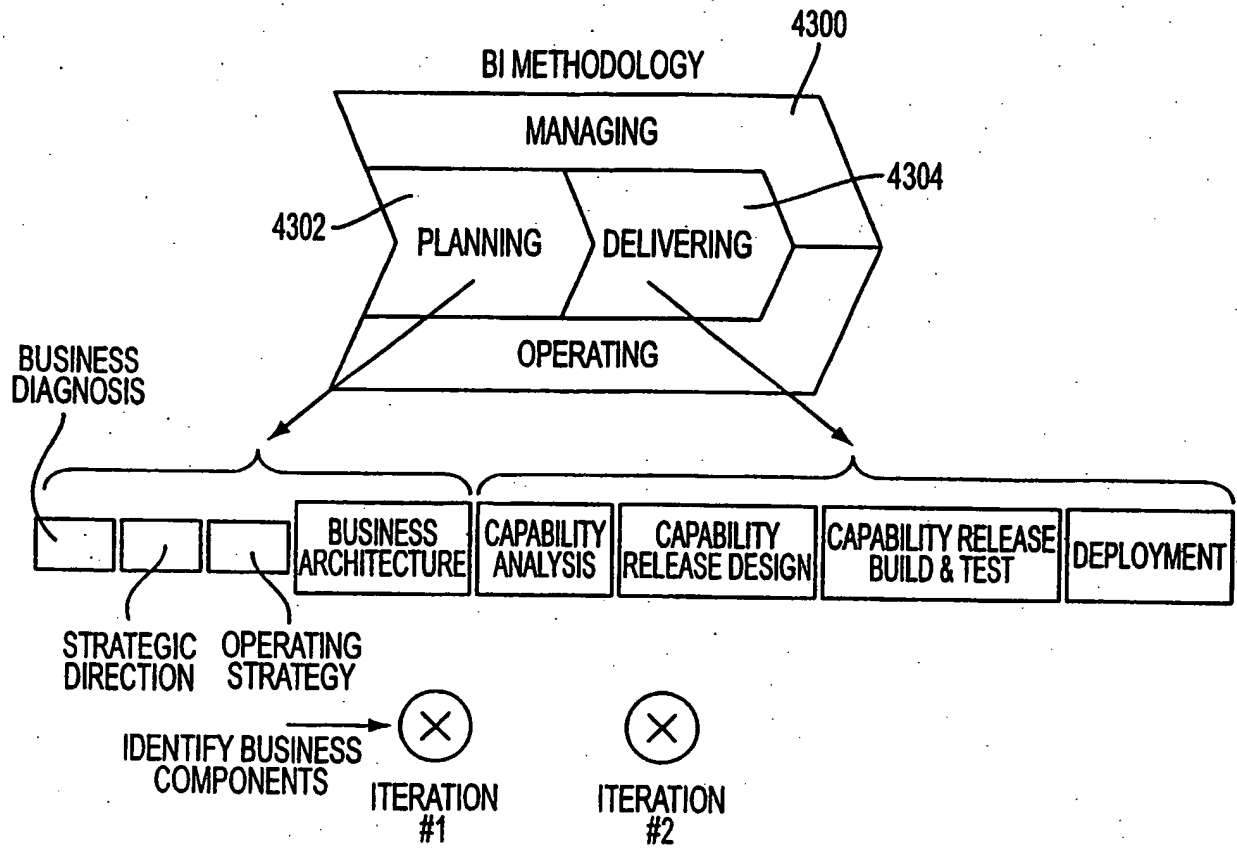 4300
BI METHODOLOGY
MANAGING
4304
4302
PLANNING
DELIVERING
OPERATING
BUSINESS
DIAGNOSIS
BUSINESS
ARCHITECTURE
CAPABILITY
ANALYSIS
CAPABILITY
RELEASE DESIGN
CAPABILITY RELEASE
BUILD & TEST
DEPLOYMENT
STRATEGIC
DIRECTION
OPERATING
STRATEGY
IDENTIFY BUSINESS
COMPONENTS
ITERATION
#1
ITERATION
#2